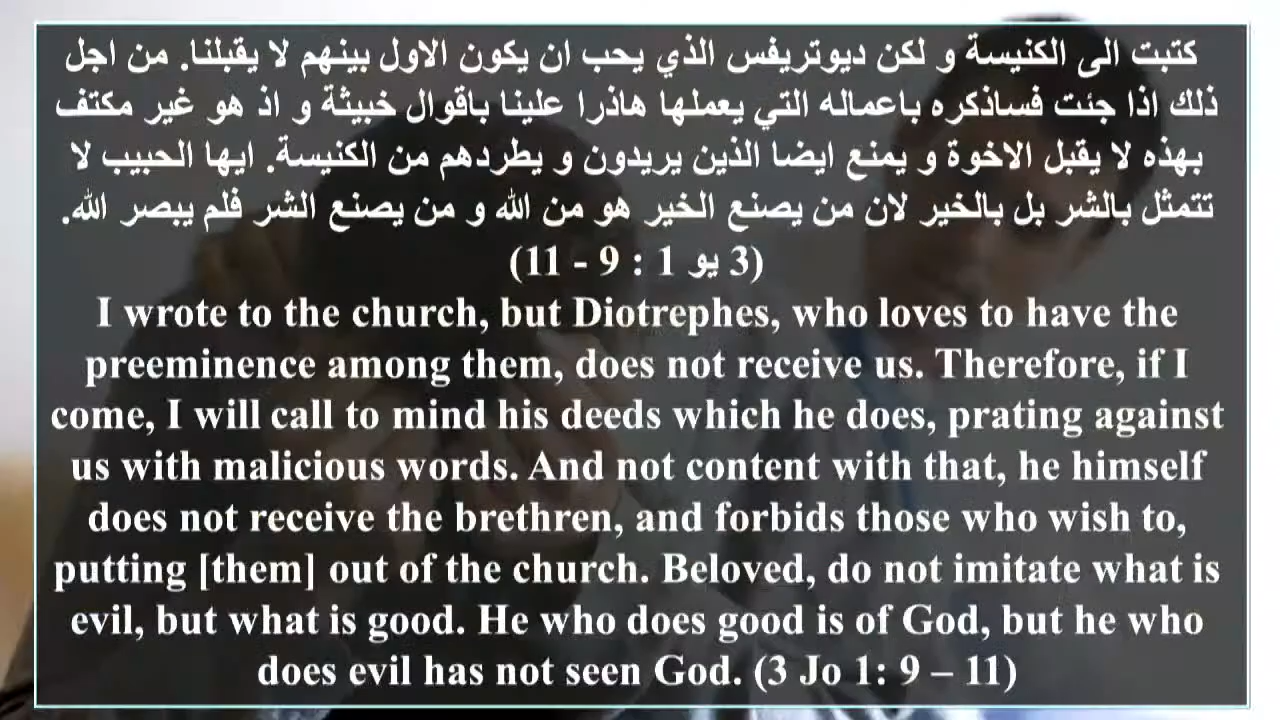 كتبت الى الكنيسة و لكن ديوتريفس الذي يحب ان يكون الاول بينهم لا يقبلنا. من اجل
ذلك اذا جئت فساذكره باعماله التي يعملها هاذرا علينا باقوال خبيثة و اذ هو غير مكتف
بهذه لا يقبل الاخوة و يمنع ايضا الذين يريدون و يطردهم من الكنيسة. ايها الحبيب لا
تتمثل بالشر بل بالخير لان من يصنع الخير هو من الله و من يصنع الشر فلم يبصر الله.
(3 يو 1 : 9 - 11)
I wrote to the church, but Diotrephes, who loves to have the
preeminence among them, does not receive us. Therefore, if I
come, I will call to mind his deeds which he does, prating against
us with malicious words. And not content with that, he himself
does not receive the brethren, and forbids those who wish to,
putting [them] out of the church. Beloved, do not imitate what is
evil, but what is good. He who does good is of God, but he who
does evil has not seen God. (3 Jo 1: 9 – 11)